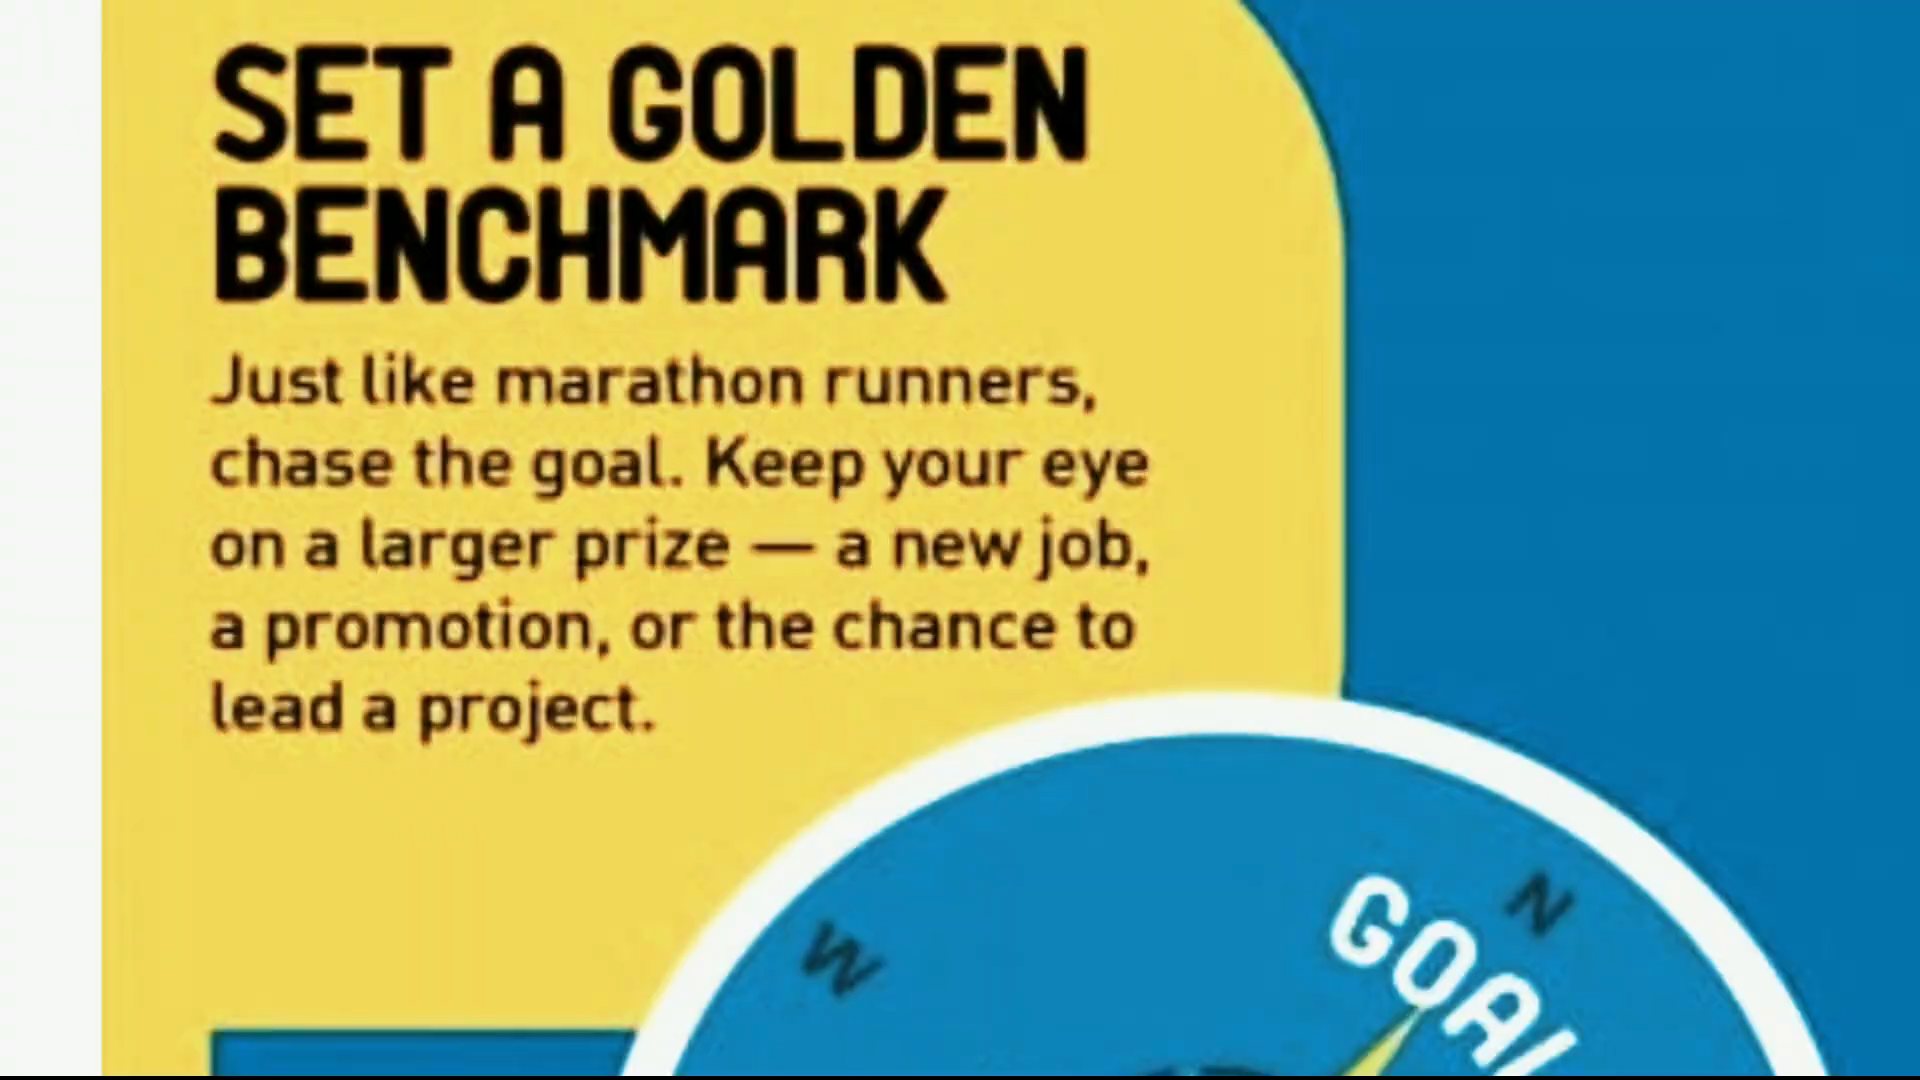 SET A GOLDEN
BENCHMARK
Just like marathon runners,
chase the goal. Keep your eye
on a larger prize — a new job,
a promotion, or the chance to
lead a project.
N
GOAL
W